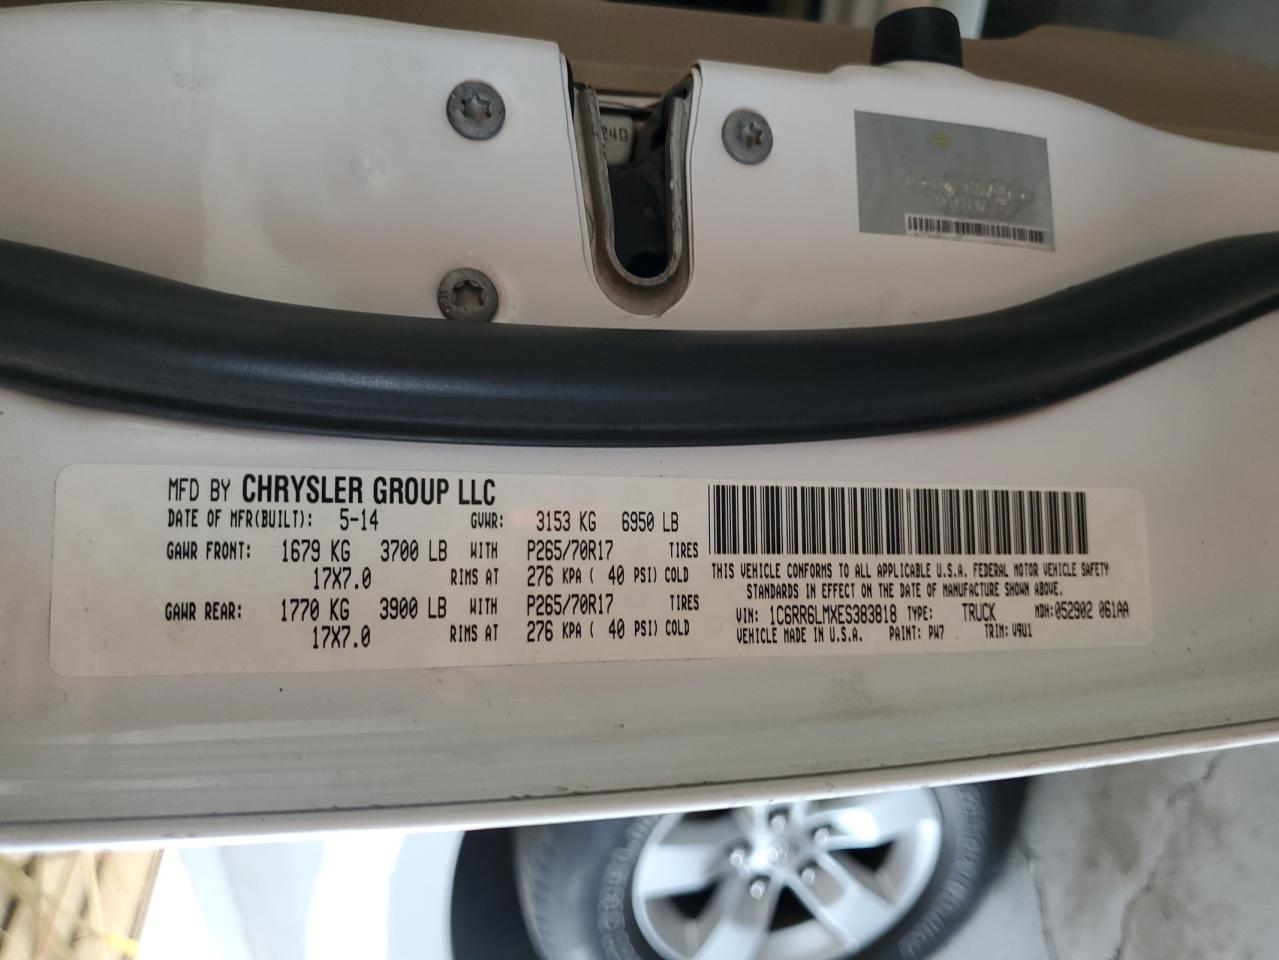 24D
MFD BY CHRYSLER GROUP LLC
DATE OF MFR(BUILT): 5-14 GVWR: 3153 KG 6950 LB
GAWR FRONT: 1679 KG 3700 LB WITH P265/70R17 TIRES
17X7.0 RIMS AT 276 KPA ( 40 PSI) COLD
GAWR REAR: 1770 KG 3900 LB WITH P265/70R17 TIRES
17X7.0 RIMS AT 276 KPA ( 40 PSI) COLD
THIS VEHICLE CONFORMS TO ALL APPLICABLE U.S.A. FEDERAL MOTOR VEHICLE SAFETY
STANDARDS IN EFFECT ON THE DATE OF MANUFACTURE SHOWN ABOVE.
VIN: 1C6RR6LMXES383818 TYPE: TRUCK MDH: 052902 061AA
VEHICLE MADE IN U.S.A. PAINT: PW7 TRIM: V9U1